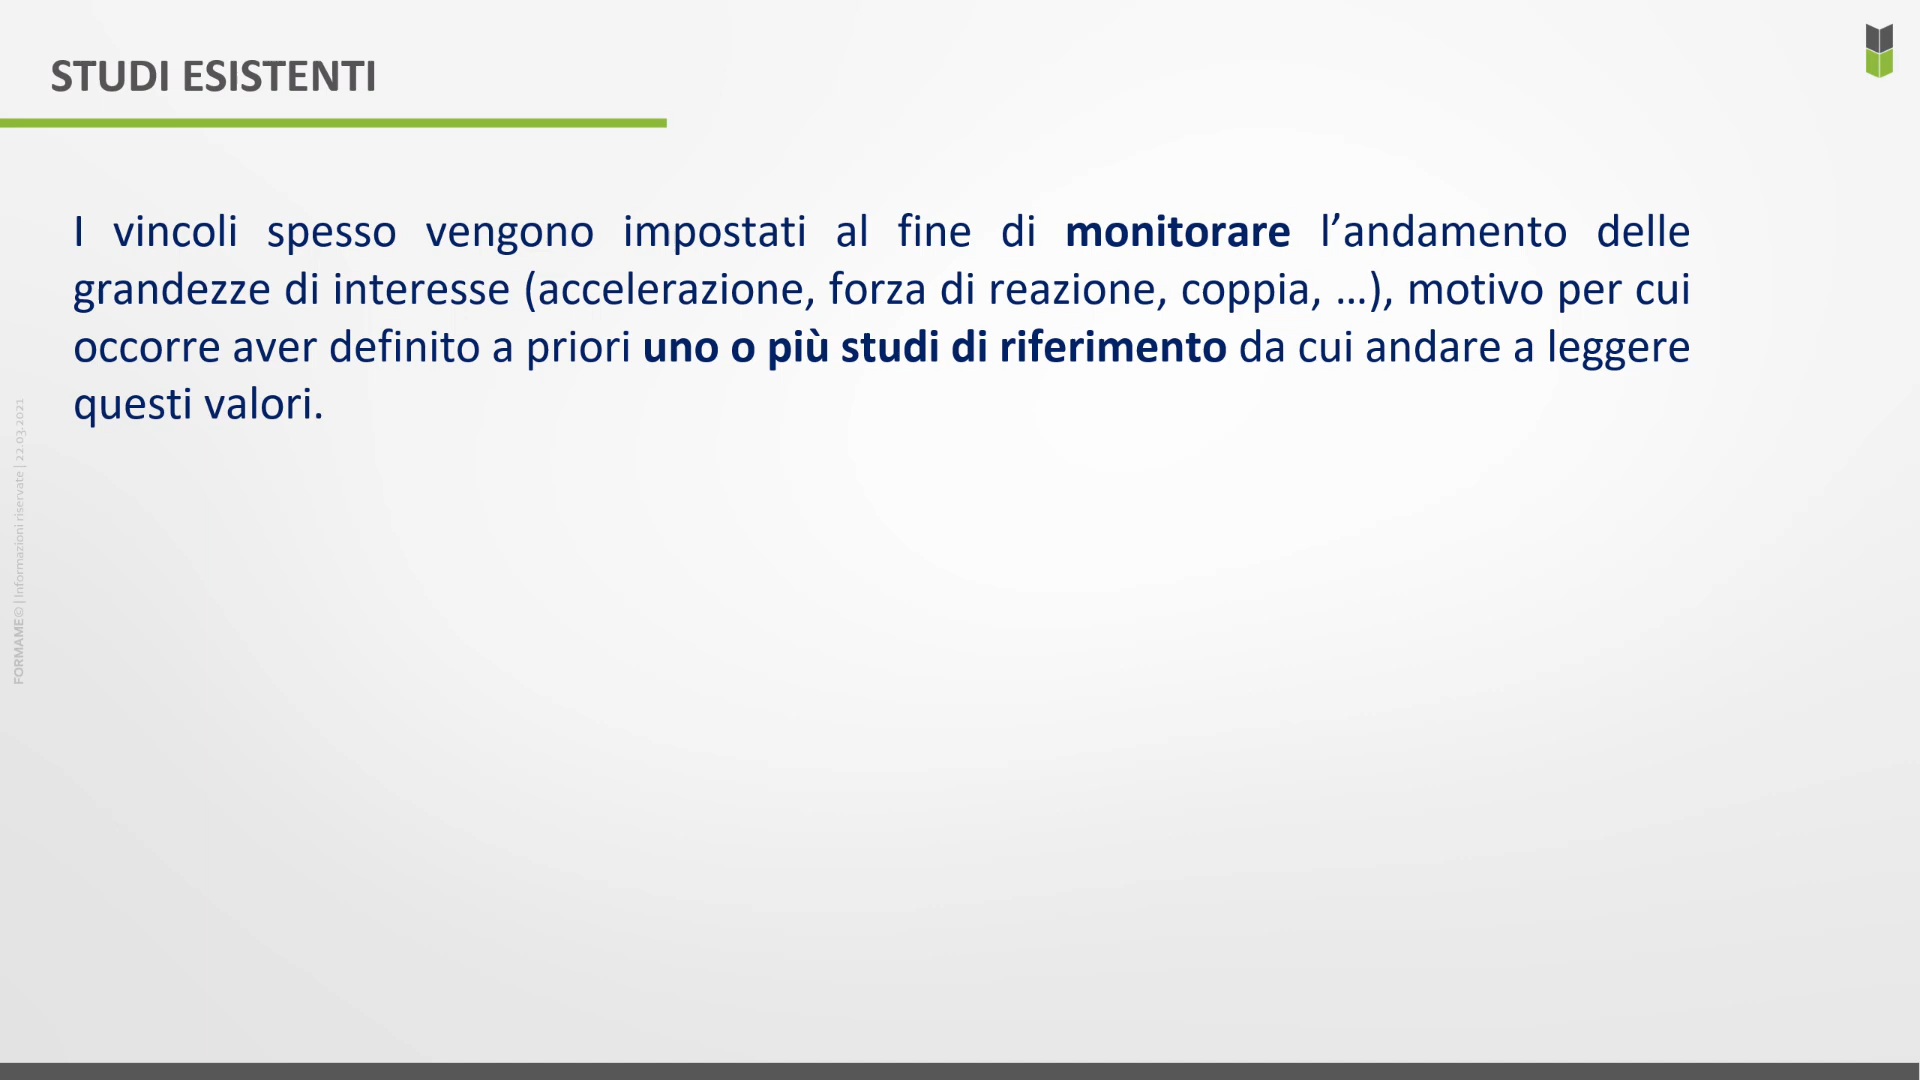 STUDI ESISTENTI
I vincoli spesso vengono impostati al fine di monitorare l’andamento delle
grandezze di interesse (accelerazione, forza di reazione, coppia, …), motivo per cui
occorre aver definito a priori uno o più studi di riferimento da cui andare a leggere
questi valori.
FORMAME© | Informazioni riservate | 22.03.2021